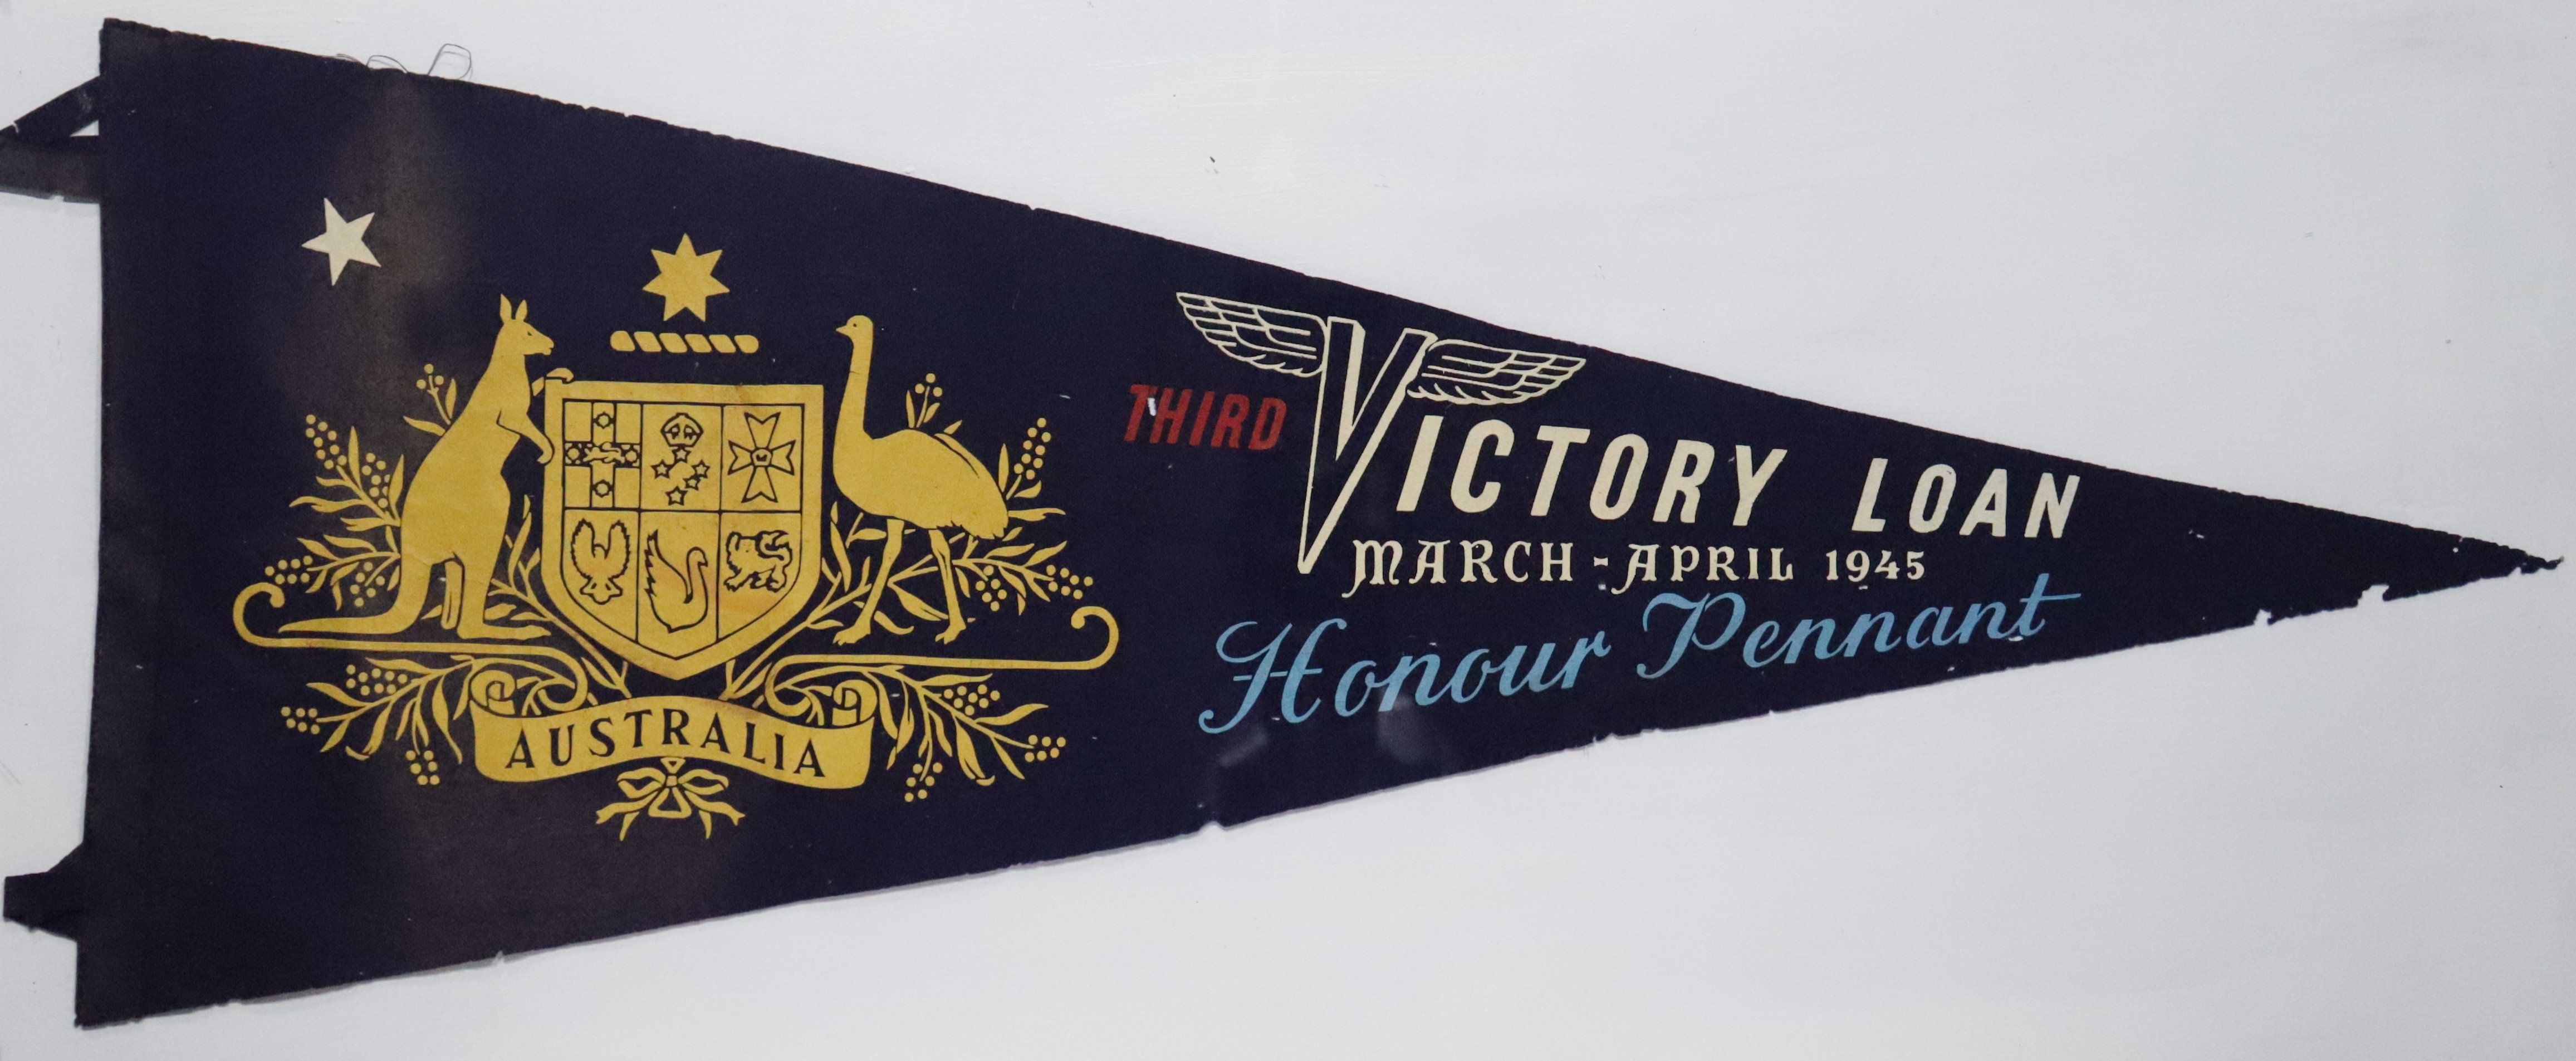 AUSTRALIA
THIRD VICTORY LOAN
MARCH - APRIL 1945
Honour Pennant